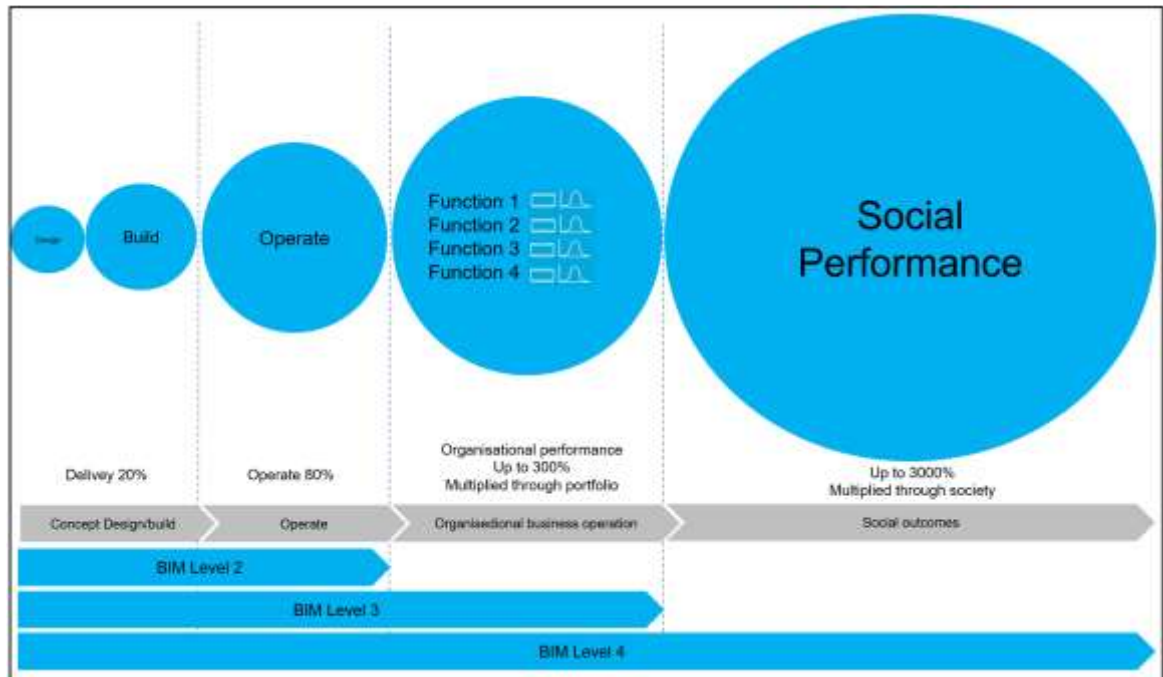 Design
Build
Operate
Function 1
Function 2
Function 3
Function 4
Social
Performance
Delivey 20%
Operate 80%
Organisational performance
Up to 300%
Multiplied through portfolio
Up to 3000%
Multiplied through society
Concept Design/build
Operate
Organisedional business operation
Social outcomes
BIM Level 2
BIM Level 3
BIM Level 4